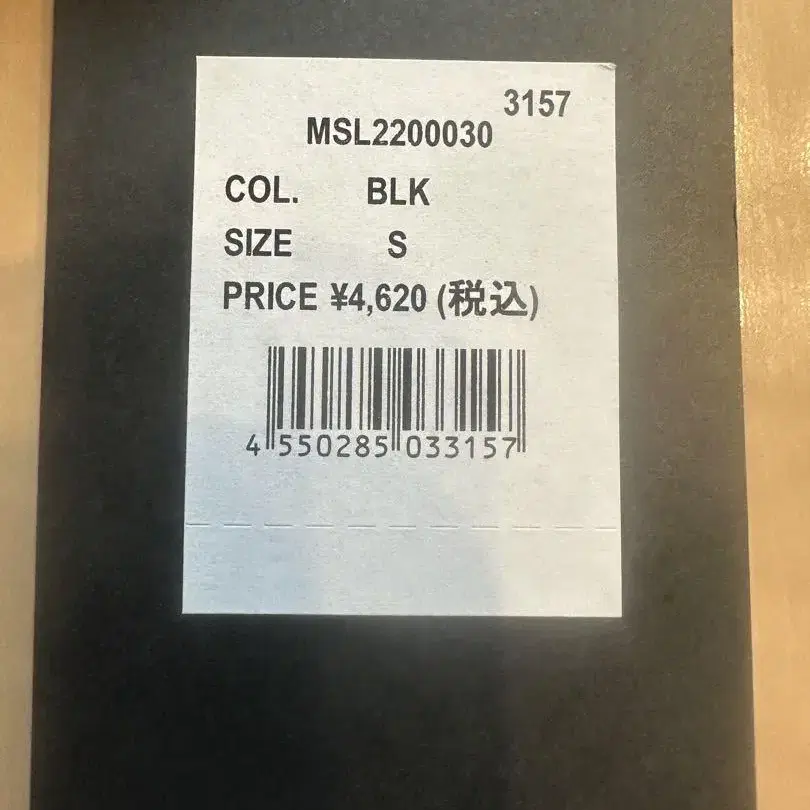 3157
MSL2200030
COL. BLK
SIZE S
PRICE ¥4,620 (税込)
4 550285 033157